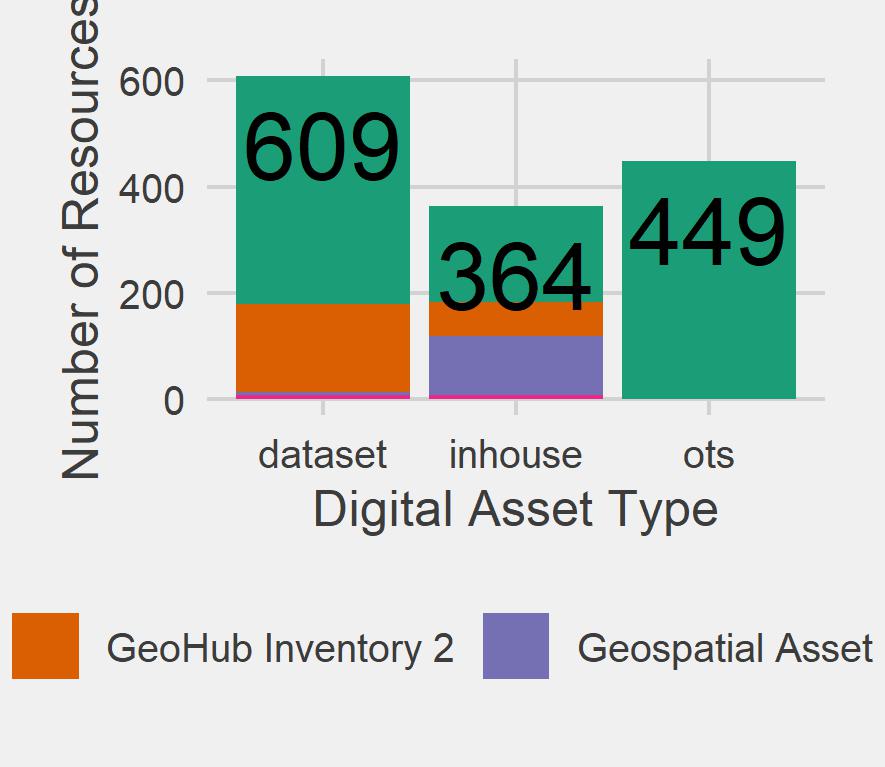 Number of Resources
600
400
200
0
609
364
449
dataset inhouse ots
Digital Asset Type
GeoHub Inventory 2 Geospatial Asset